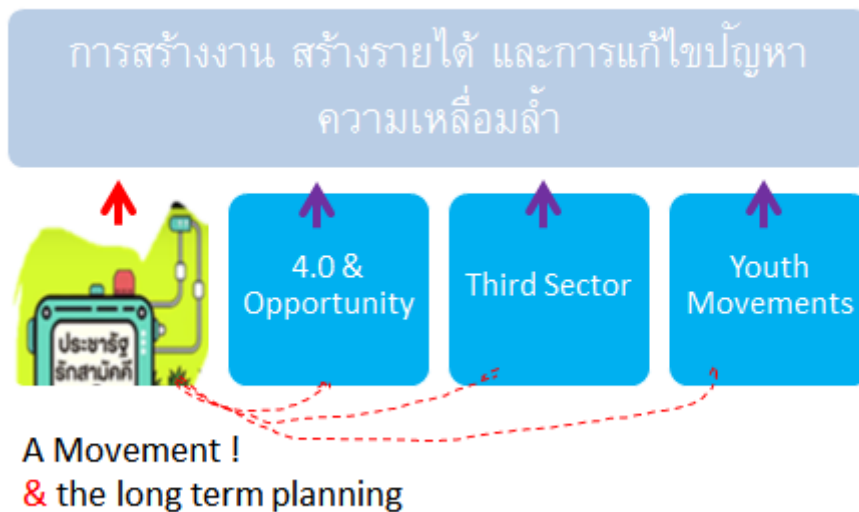 การสร้างงาน สร้างรายได้ และการแก้ไขปัญหา
ความเหลื่อมล้ำ
4.0 &
Opportunity
Third Sector
Youth
Movements
ประชารัฐ
รักสามัคคี
A Movement !
& the long term planning